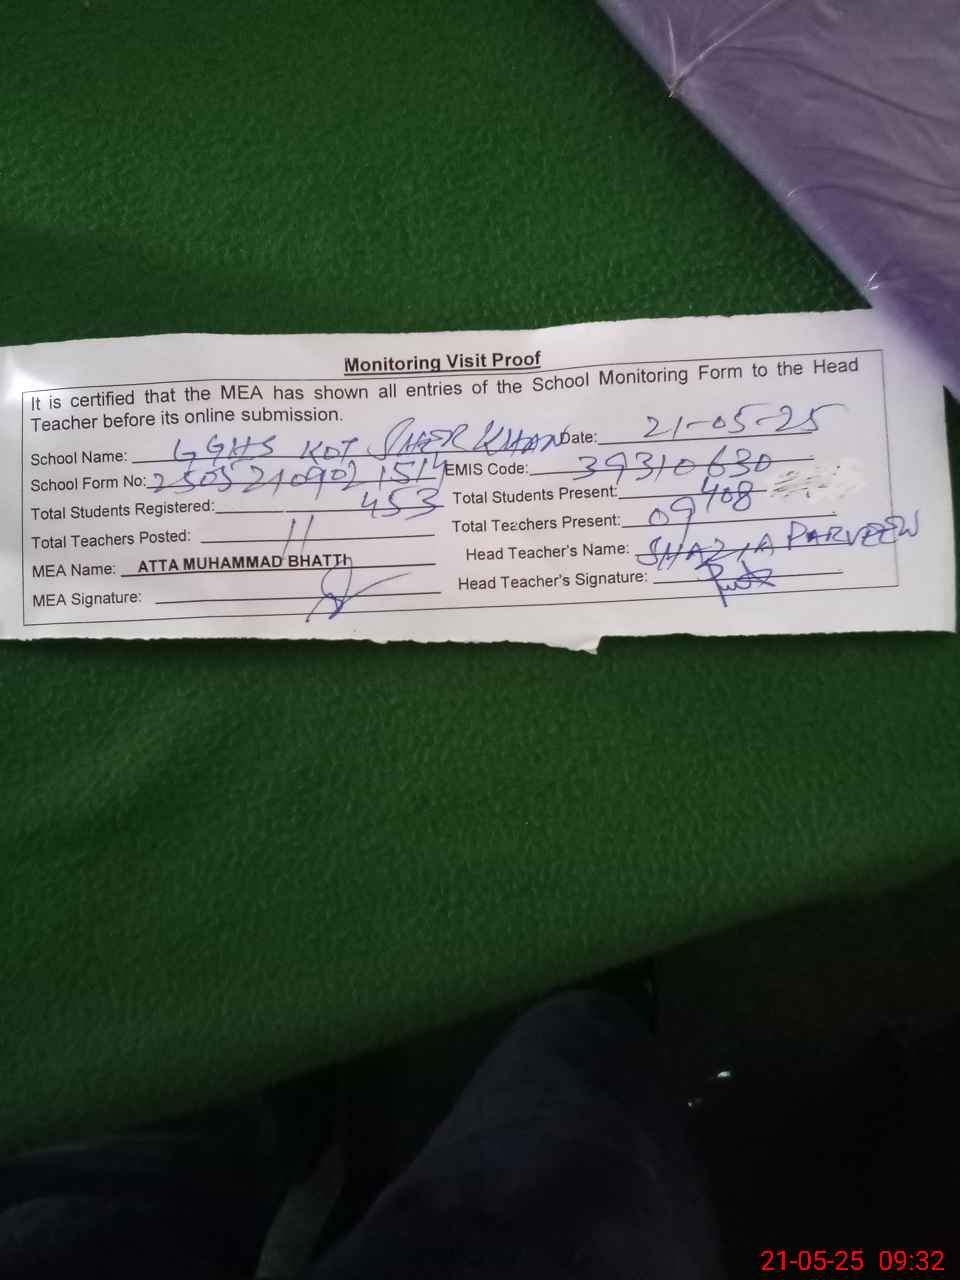 Monitoring Visit Proof
It is certified that the MEA has shown all entries of the School Monitoring Form to the Head
Teacher before its online submission.
School Name: GGHS KOT SHER KHAN Date: 21-05-25
School Form No: 25052109021514 EMIS Code: 39310630
Total Students Registered: 453 Total Students Present: 408
Total Teachers Posted: 11 Total Teachers Present: 09
MEA Name: ATTA MUHAMMAD BHATTI Head Teacher's Name: SHAZIA PARVEEN
MEA Signature: Head Teacher's Signature:
21-05-25 09:32